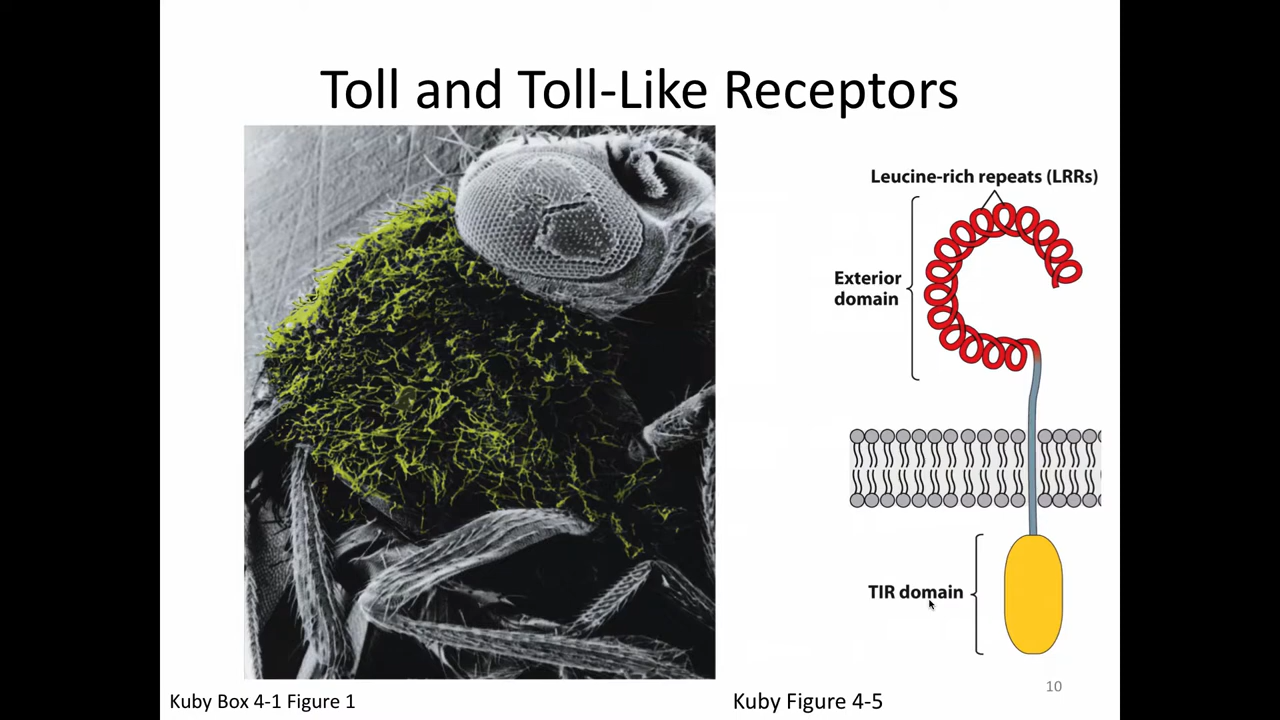 Toll and Toll-Like Receptors
Leucine-rich repeats (LRRs)
Exterior
domain
TIR domain
Kuby Box 4-1 Figure 1
Kuby Figure 4-5
10